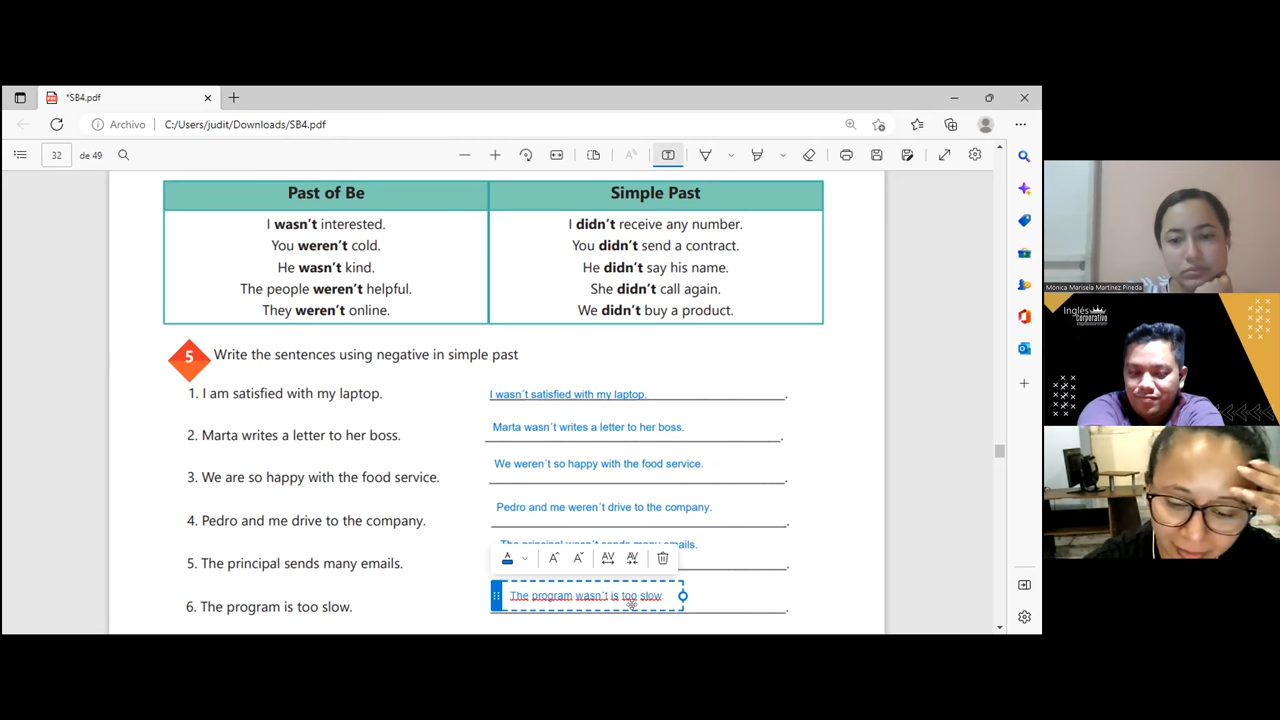 *SB4.pdf
Archivo
C:/Users/judit/Downloads/SB4.pdf
32
de 49
Past of Be
Simple Past
I wasn't interested.
I didn't receive any number.
You weren't cold.
You didn't send a contract.
He wasn't kind.
He didn't say his name.
The people weren't helpful.
She didn't call again.
They weren't online.
We didn't buy a product.
5
Write the sentences using negative in simple past
1. I am satisfied with my laptop.
I wasn´t satisfied with my laptop.
2. Marta writes a letter to her boss.
Marta wasn´t writes a letter to her boss.
3. We are so happy with the food service.
We weren´t so happy with the food service.
4. Pedro and me drive to the company.
Pedro and me weren´t drive to the company.
5. The principal sends many emails.
The principal wasn´t sends many emails.
6. The program is too slow.
The program wasn´t is too slow.
Mónica Marisela Martínez Pineda
Inglés
Corporativo